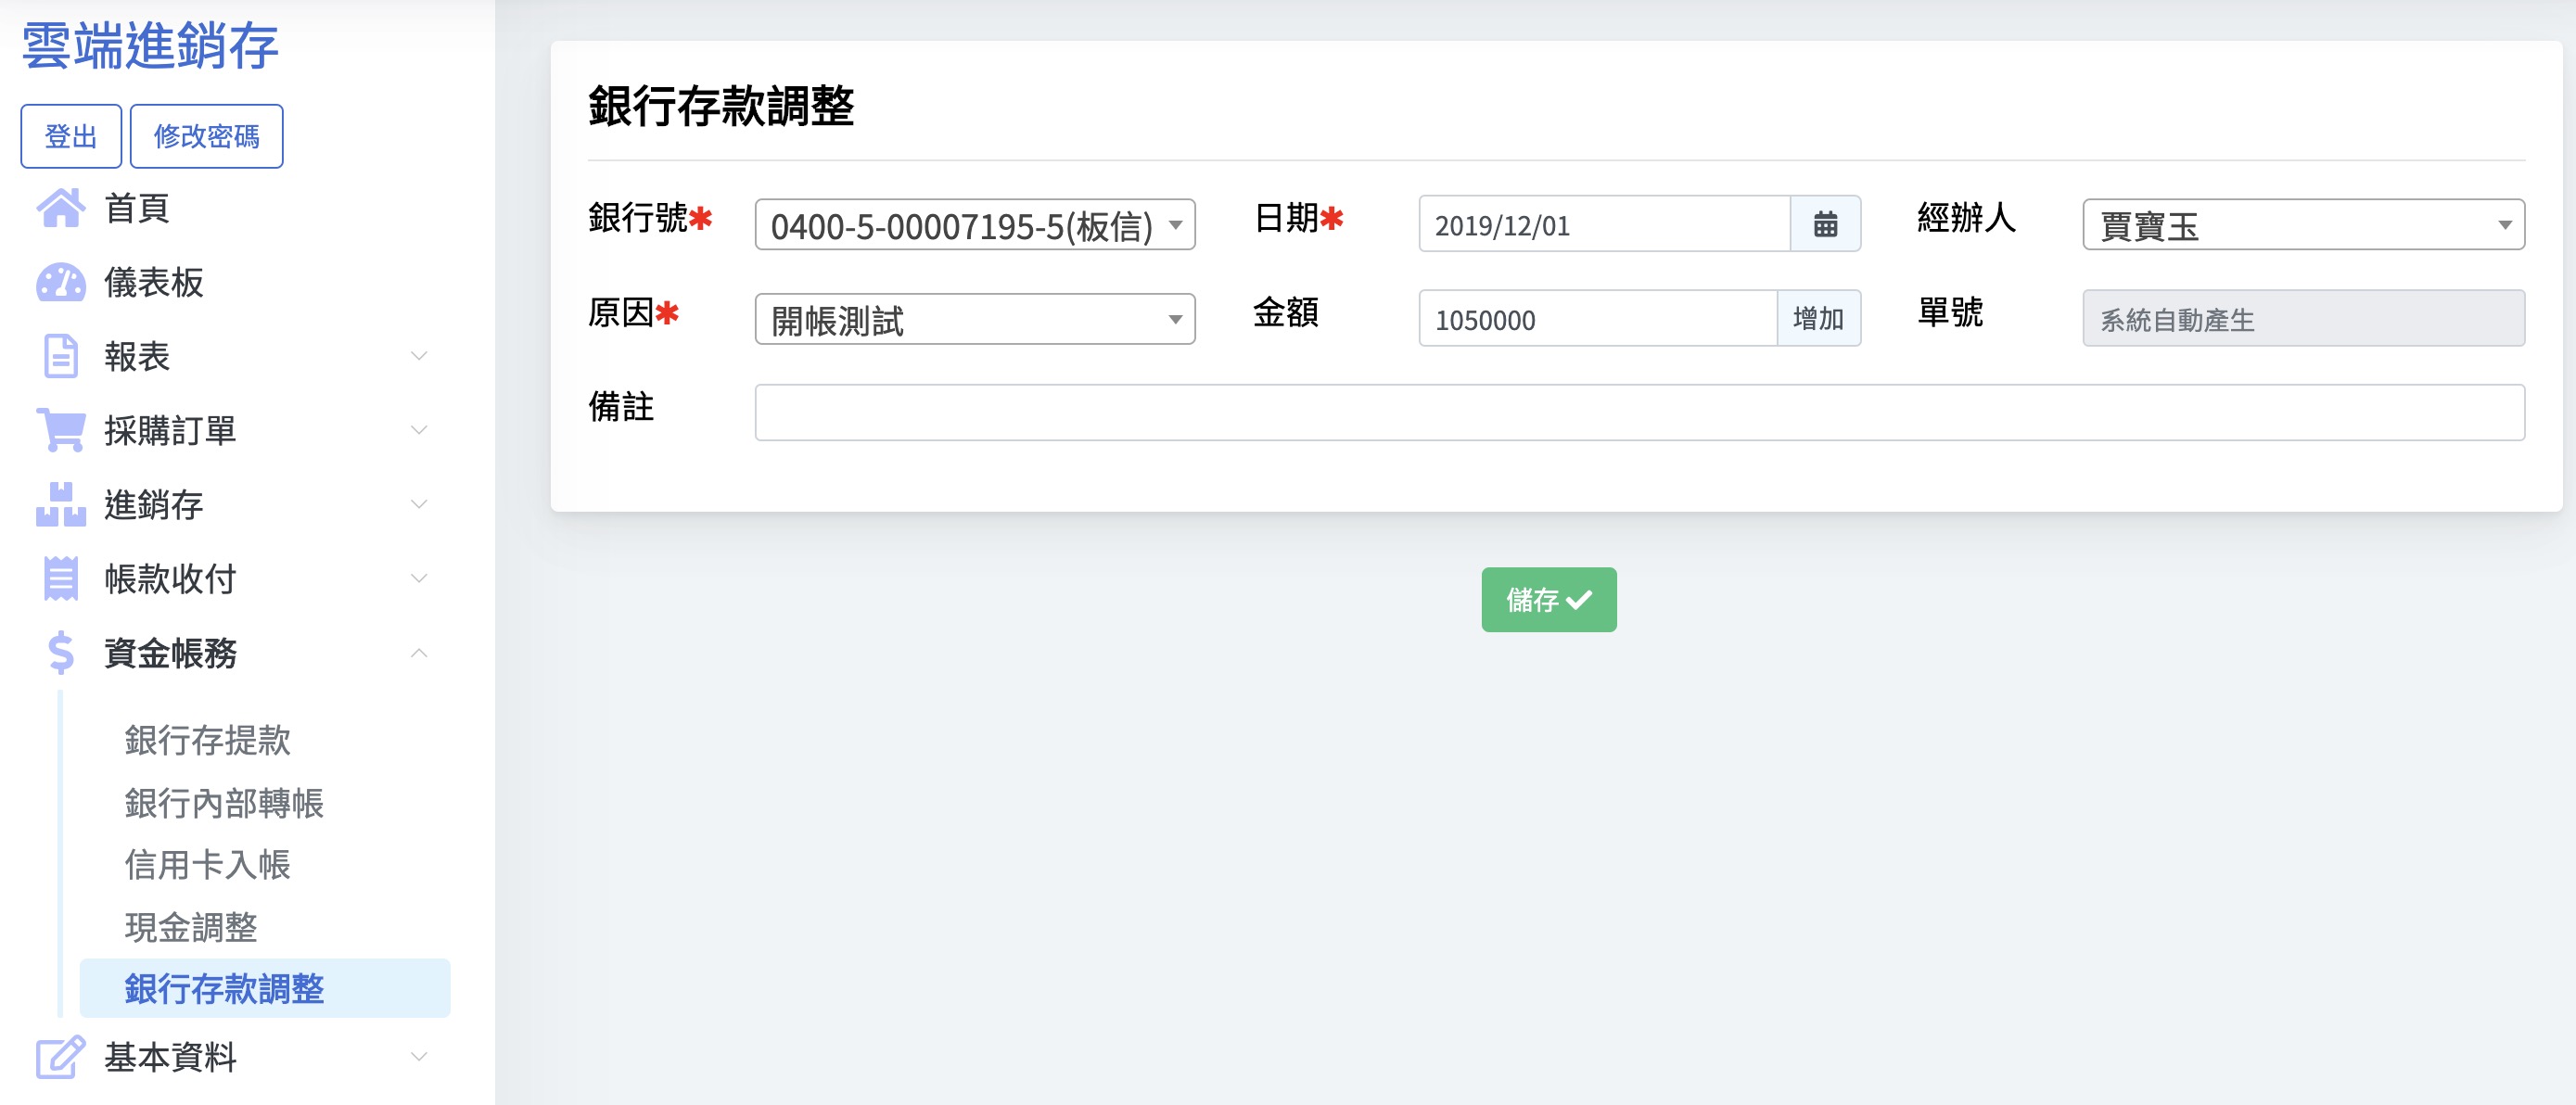 雲端進銷存
登出 修改密碼
首頁
儀表板
報表
採購訂單
進銷存
帳款收付
資金帳務
銀行存提款
銀行內部轉帳
信用卡入帳
現金調整
銀行存款調整
基本資料
銀行存款調整
銀行號* 0400-5-00007195-5(板信) 日期* 2019/12/01 經辦人 賈寶玉
原因* 開帳測試 金額 1050000 增加 單號 系統自動產生
備註
儲存